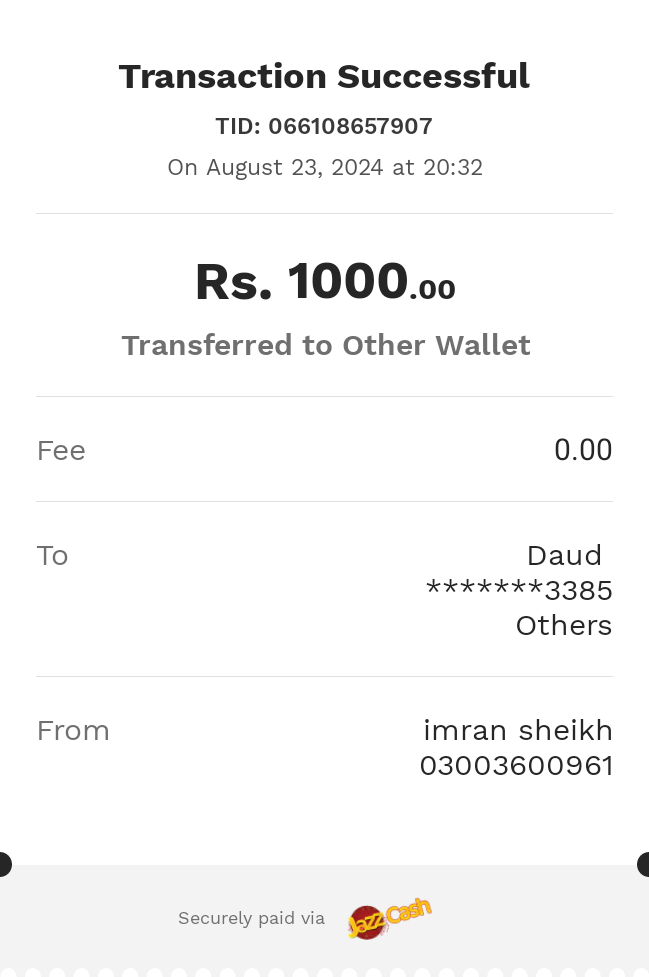 Transaction Successful
TID: 066108657907
On August 23, 2024 at 20:32
Rs. 1000.00
Transferred to Other Wallet
Fee 0.00
To Daud
*******3385
Others
From imran sheikh
03003600961
Securely paid via JazzCash